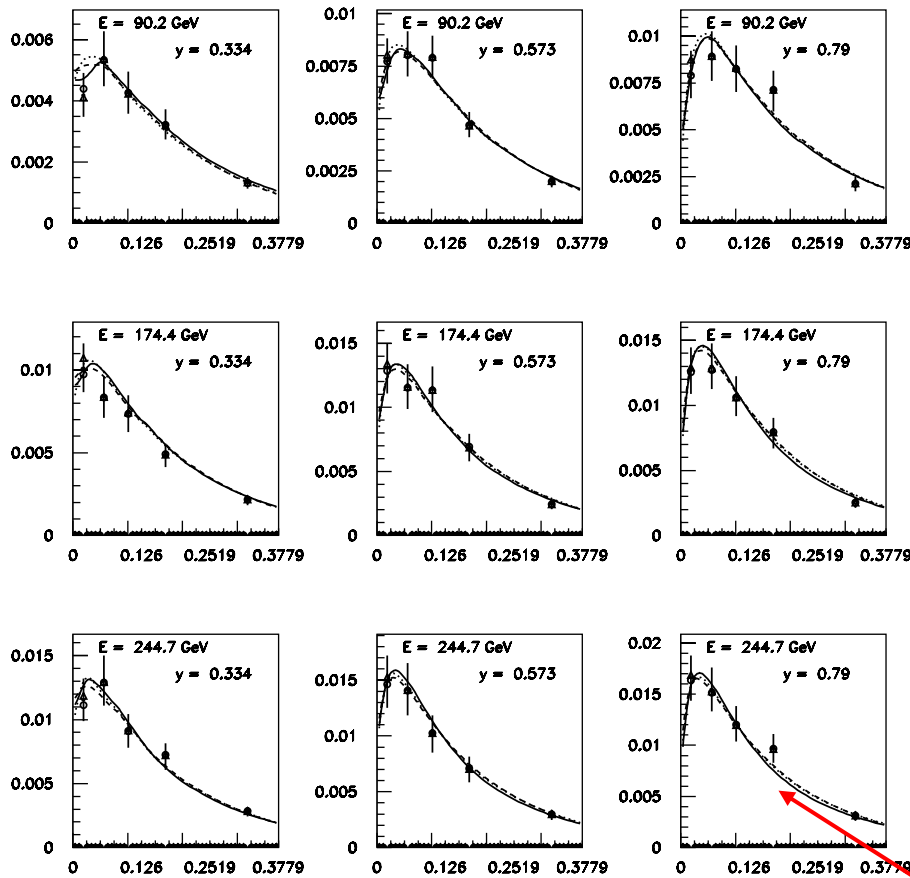 E = 90.2 GeV
y = 0.334
0.006
0.004
0.002
0
0 0.126 0.2519 0.3779
E = 90.2 GeV
y = 0.573
0.01
0.0075
0.005
0.0025
0
0 0.126 0.2519 0.3779
E = 90.2 GeV
y = 0.79
0.01
0.0075
0.005
0.0025
0
0 0.126 0.2519 0.3779
E = 174.4 GeV
y = 0.334
0.01
0.005
0
0 0.126 0.2519 0.3779
E = 174.4 GeV
y = 0.573
0.015
0.01
0.005
0
0 0.126 0.2519 0.3779
E = 174.4 GeV
y = 0.79
0.015
0.01
0.005
0
0 0.126 0.2519 0.3779
E = 244.7 GeV
y = 0.334
0.015
0.01
0.005
0
0 0.126 0.2519 0.3779
E = 244.7 GeV
y = 0.573
0.015
0.01
0.005
0
0 0.126 0.2519 0.3779
E = 244.7 GeV
y = 0.79
0.02
0.015
0.01
0.005
0
0 0.126 0.2519 0.3779